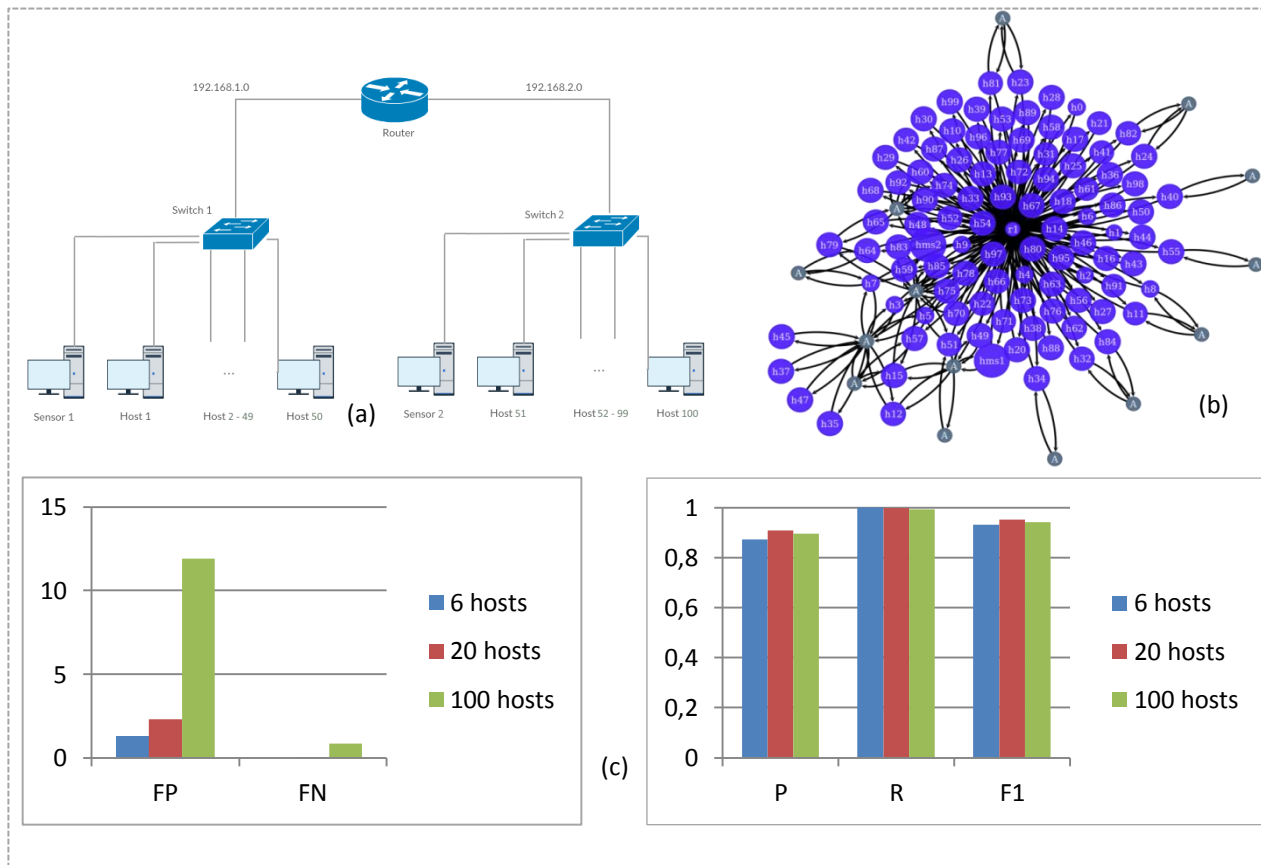 192.168.1.0
192.168.2.0
Router
Switch 1
Switch 2
Sensor 1
Host 1
...
Host 2 - 49
Host 50
(a)
Sensor 2
Host 51
...
Host 52 - 99
Host 100
A
h81
h23
h99
h39
h53
h89
h28
h0
A
h30
h10
h96
h69
h58
h17
h21
h82
h42
h87
h26
h77
h31
h41
h24
h29
h60
h13
h72
h25
h36
A
h68
h92
h74
h33
h93
h94
h61
h98
h40
h90
A
h67
h18
h86
h50
h65
h48
h52
h54
r1
h14
h6
h1
h44
h79
h64
h83
hms2
h9
h97
h80
h46
h16
h55
A
A
h59
h85
h78
h4
h95
h2
h43
h7
A
h75
h66
h63
h91
h8
h3
h5
h70
h22
h73
h76
h56
h27
h11
A
h45
A
h57
h51
h49
h71
h38
h62
h84
h37
A
h15
A
hms1
h20
h88
h32
h47
h34
A
h35
h12
A
A
(b)
15
10
5
0
FP
FN
6 hosts
20 hosts
100 hosts
(c)
1
0,8
0,6
0,4
0,2
0
P
R
F1
6 hosts
20 hosts
100 hosts